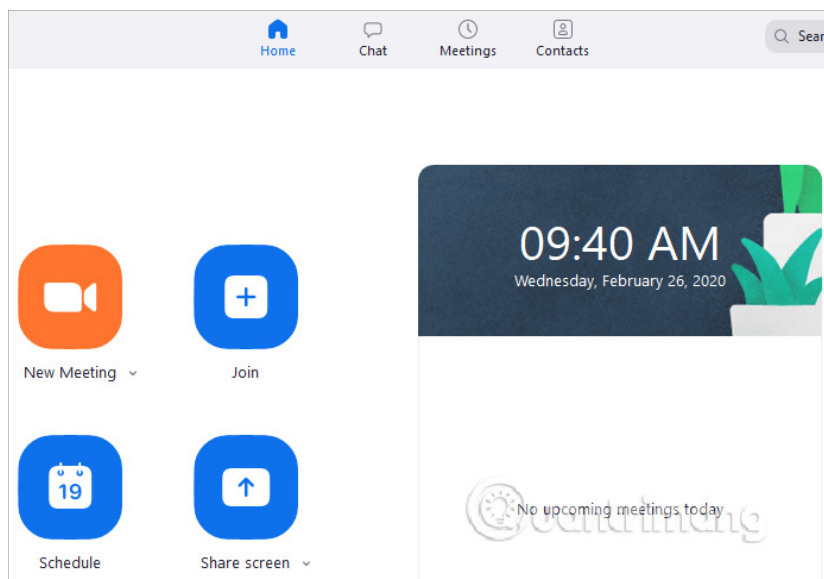 Home
Chat
Meetings
Contacts
09:40 AM
Wednesday, February 26, 2020
New Meeting
Join
19
Schedule
Share screen
No upcoming meetings today
uantrimang